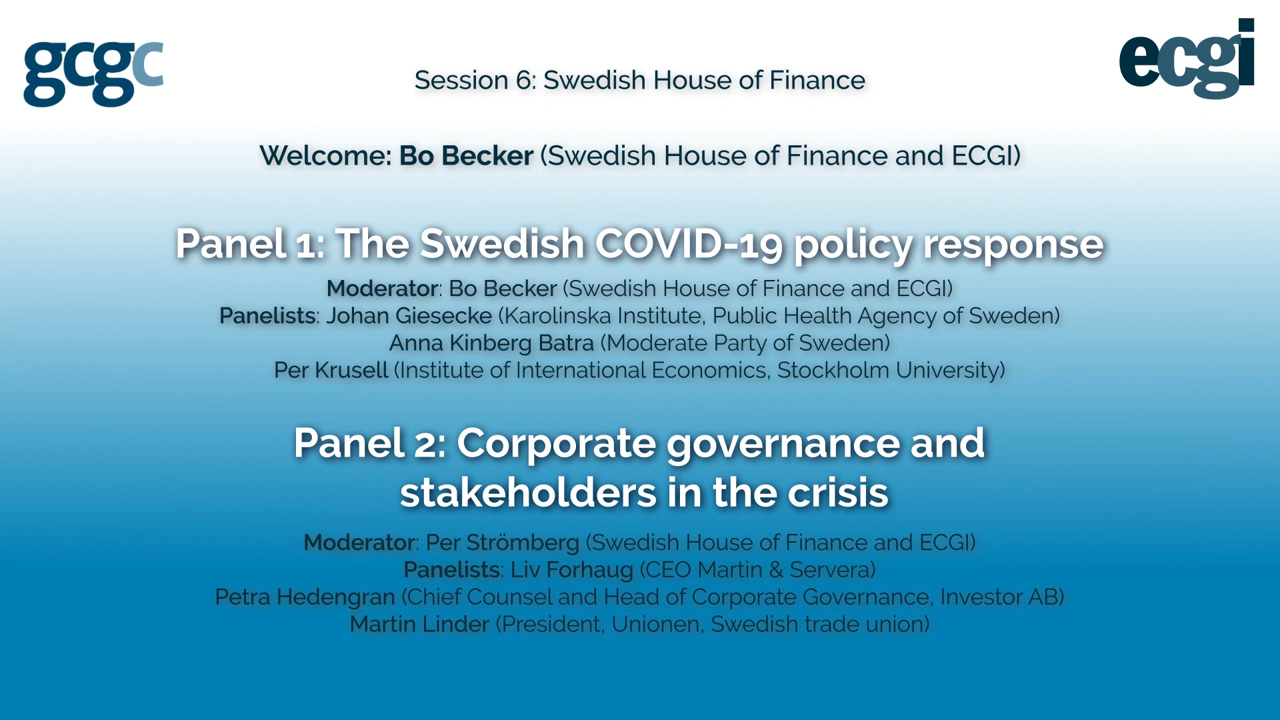 gcgc
ecgi
Session 6: Swedish House of Finance
Welcome: Bo Becker (Swedish House of Finance and ECGI)
Panel 1: The Swedish COVID-19 policy response
Moderator: Bo Becker (Swedish House of Finance and ECGI)
Panelists: Johan Giesecke (Karolinska Institute, Public Health Agency of Sweden)
Anna Kinberg Batra (Moderate Party of Sweden)
Per Krusell (Institute of International Economics, Stockholm University)
Panel 2: Corporate governance and
stakeholders in the crisis
Moderator: Per Strömberg (Swedish House of Finance and ECGI)
Panelists: Liv Forhaug (CEO Martin & Servera)
Petra Hedengran (Chief Counsel and Head of Corporate Governance, Investor AB)
Martin Linder (President, Unionen, Swedish trade union)